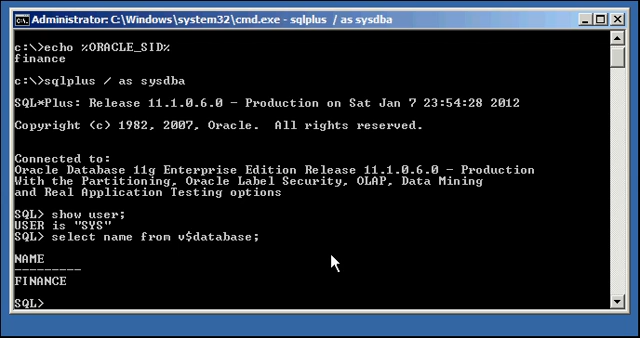 Administrator: C:\Windows\system32\cmd.exe - sqlplus  / as sysdba
c:\>echo %ORACLE_SID%
finance
c:\>sqlplus / as sysdba
SQL*Plus: Release 11.1.0.6.0 - Production on Sat Jan 7 23:54:28 2012
Copyright (c) 1982, 2007, Oracle.  All rights reserved.
Connected to:
Oracle Database 11g Enterprise Edition Release 11.1.0.6.0 - Production
With the Partitioning, Oracle Label Security, OLAP, Data Mining
and Real Application Testing options
SQL> show user;
USER is "SYS"
SQL> select name from v$database;
NAME
---------
FINANCE
SQL>